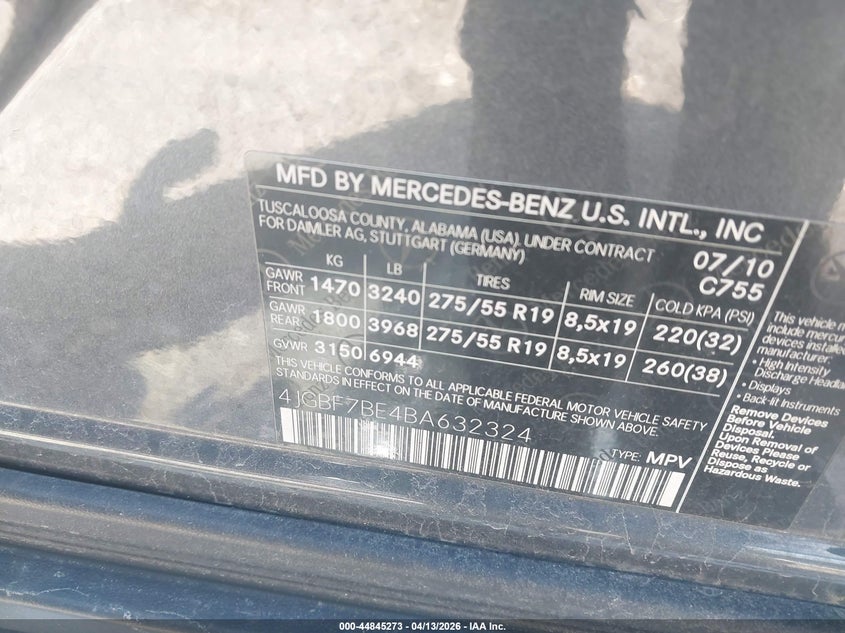 MFD BY MERCEDES-BENZ U.S. INTL., INC
TUSCALOOSA COUNTY, ALABAMA (USA), UNDER CONTRACT 07/10
FOR DAIMLER AG, STUTTGART (GERMANY) C755
KG LB TIRES RIM SIZE COLD KPA (PSI)
GAWR FRONT 1470 3240 275/55 R19 8,5x19 220(32)
GAWR REAR 1800 3968 275/55 R19 8,5x19 260(38)
GVWR 3150 6944
THIS VEHICLE CONFORMS TO ALL APPLICABLE FEDERAL MOTOR VEHICLE SAFETY
STANDARDS IN EFFECT ON THE DATE OF MANUFACTURE SHOWN ABOVE.
4JGBF7BE4BA632324
TYPE: MPV
This vehicle
include
devices installed
manufacturer.
• High Intensity
Discharge
• Displays
• Back-lit Instruments
Remove Devices
Before Vehicle
Disposal.
Upon Removal of
Devices Please
Reuse, Recycle or
Dispose as
Hazardous Waste.
000-44845273 - 04/13/2026 - IAA Inc.